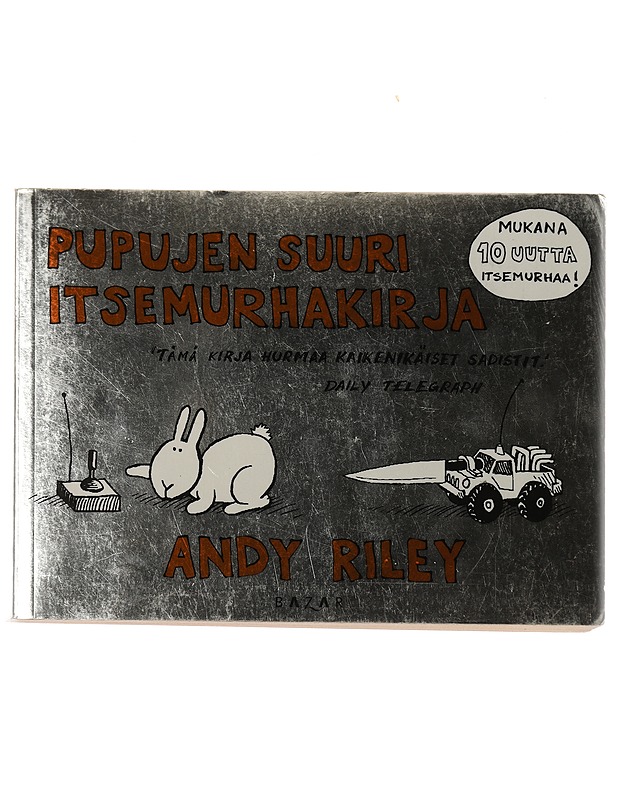 PUPUJEN SUURI
ITSEMURHAKIRJA
MUKANA
10 UUTTA
ITSEMURHAA!
'TÄMÄ KIRJA HURMAA KAIKENIKÄISET SADISTIT.'
DAILY TELEGRAPH
ANDY RILEY
BAZAR